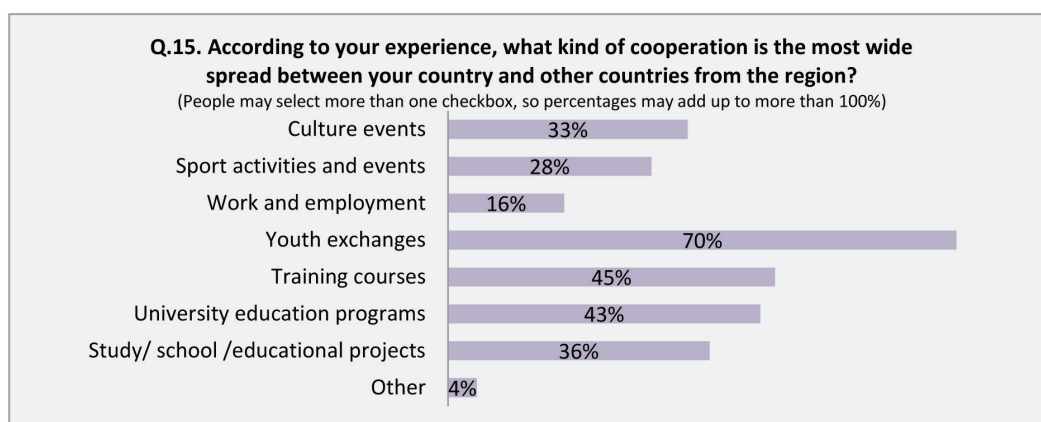 Q.15. According to your experience, what kind of cooperation is the most wide
spread between your country and other countries from the region?
(People may select more than one checkbox, so percentages may add up to more than 100%)
Culture events 33%
Sport activities and events 28%
Work and employment 16%
Youth exchanges 70%
Training courses 45%
University education programs 43%
Study/ school /educational projects 36%
Other 4%